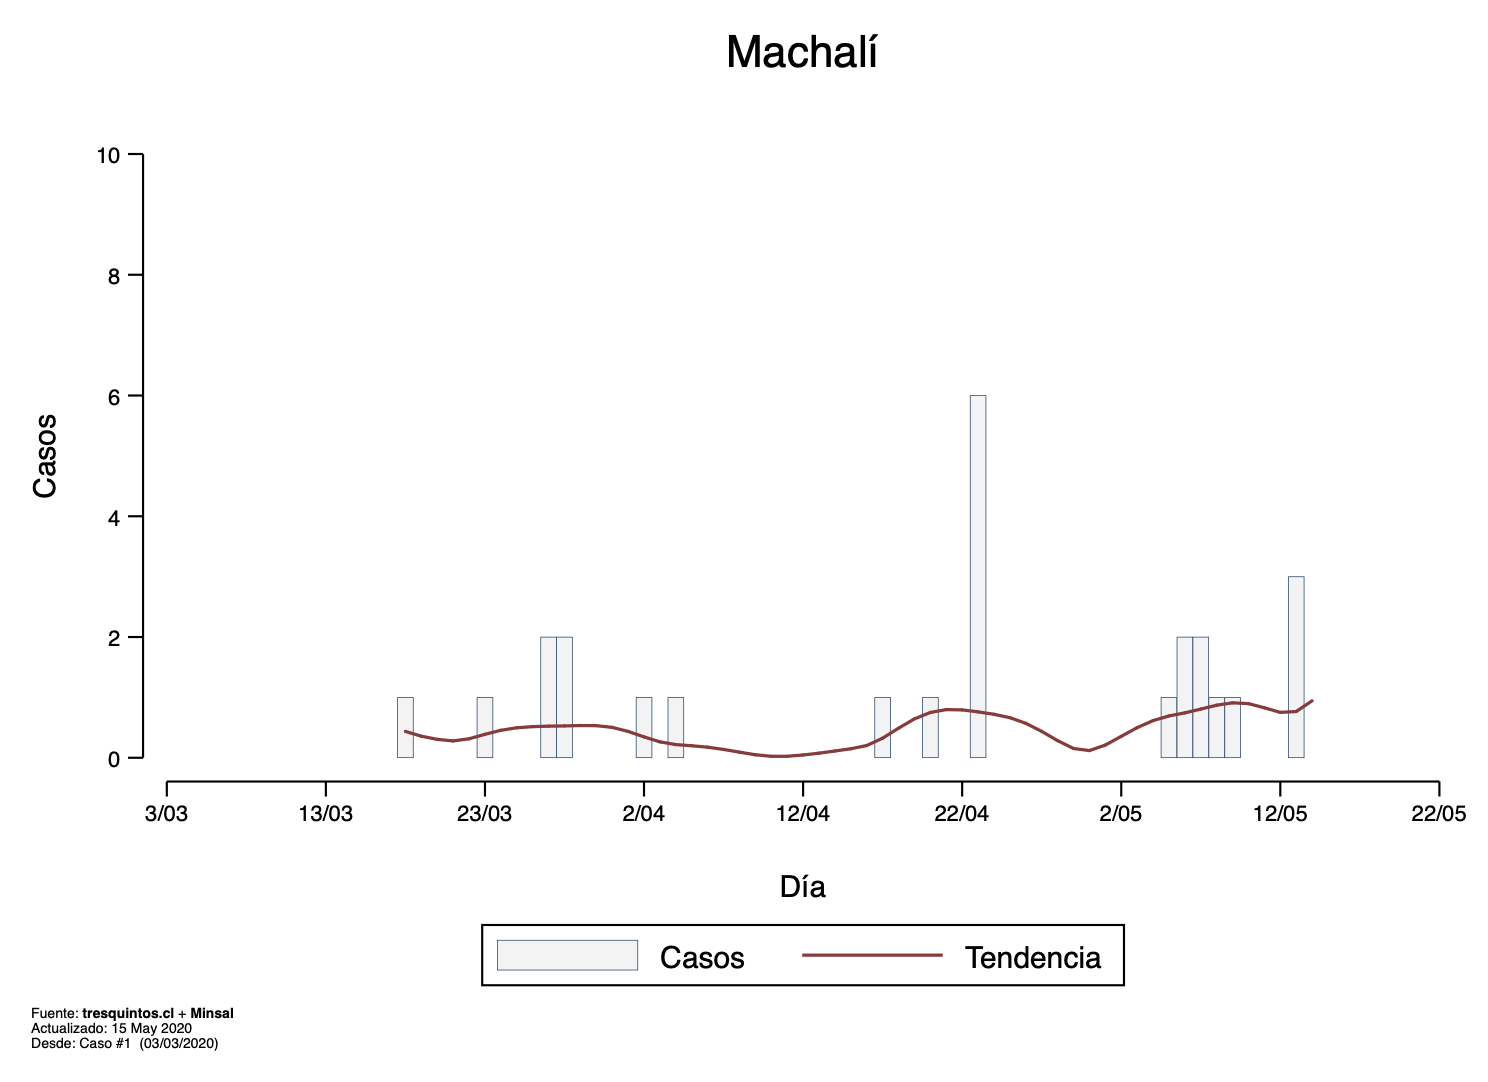 Machalí
10
8
6
4
2
0
Casos
3/03 13/03 23/03 2/04 12/04 22/04 2/05 12/05 22/05
Día
Casos Tendencia
Fuente: tresquintos.cl + Minsal
Actualizado: 15 May 2020
Desde: Caso #1 (03/03/2020)